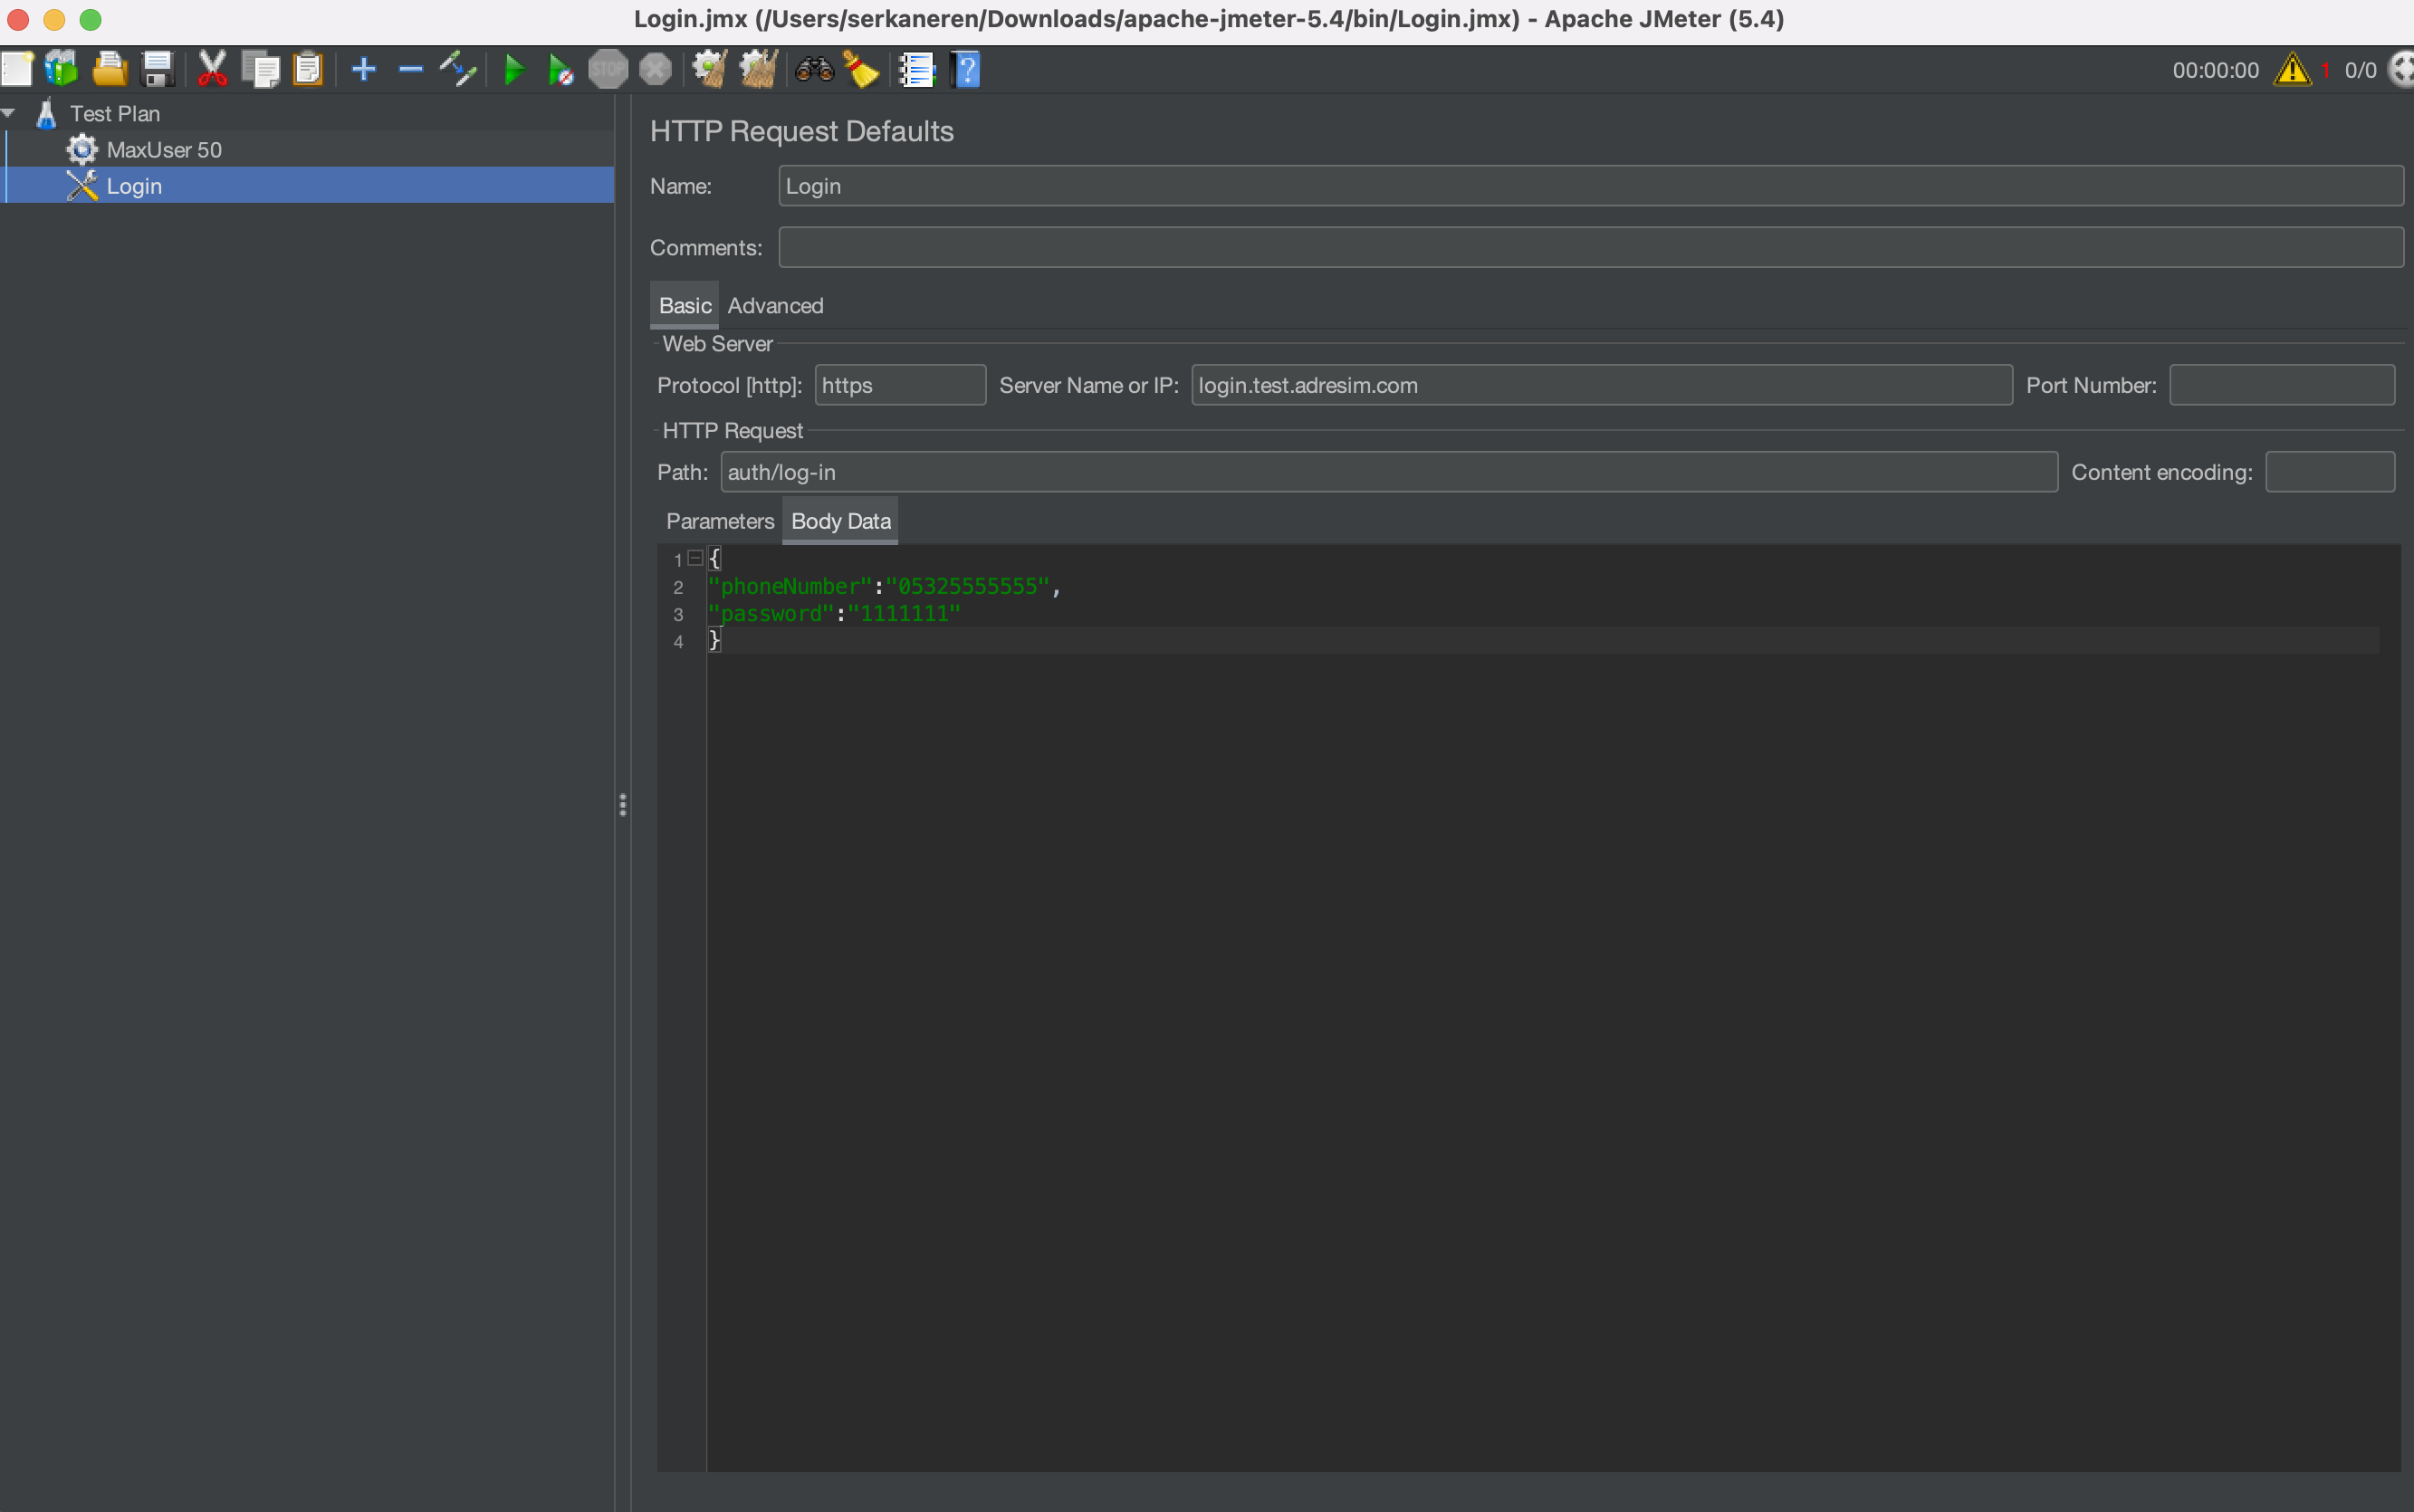 Login.jmx (/Users/serkaneren/Downloads/apache-jmeter-5.4/bin/Login.jmx) - Apache JMeter (5.4)
STOP
?
00:00:00 1 0/0
Test Plan
MaxUser 50
Login
HTTP Request Defaults
Name: Login
Comments:
Basic Advanced
Web Server
Protocol [http]: https Server Name or IP: login.test.adresim.com Port Number:
HTTP Request
Path: auth/log-in Content encoding:
Parameters Body Data
1 {
2 "phoneNumber":"05325555555",
3 "password":"1111111"
4 }